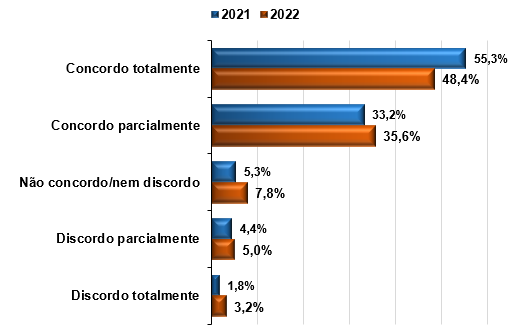 2021 2022
Concordo totalmente 55,3%
48,4%
Concordo parcialmente 33,2%
35,6%
Não concordo/nem discordo 5,3%
7,8%
Discordo parcialmente 4,4%
5,0%
Discordo totalmente 1,8%
3,2%